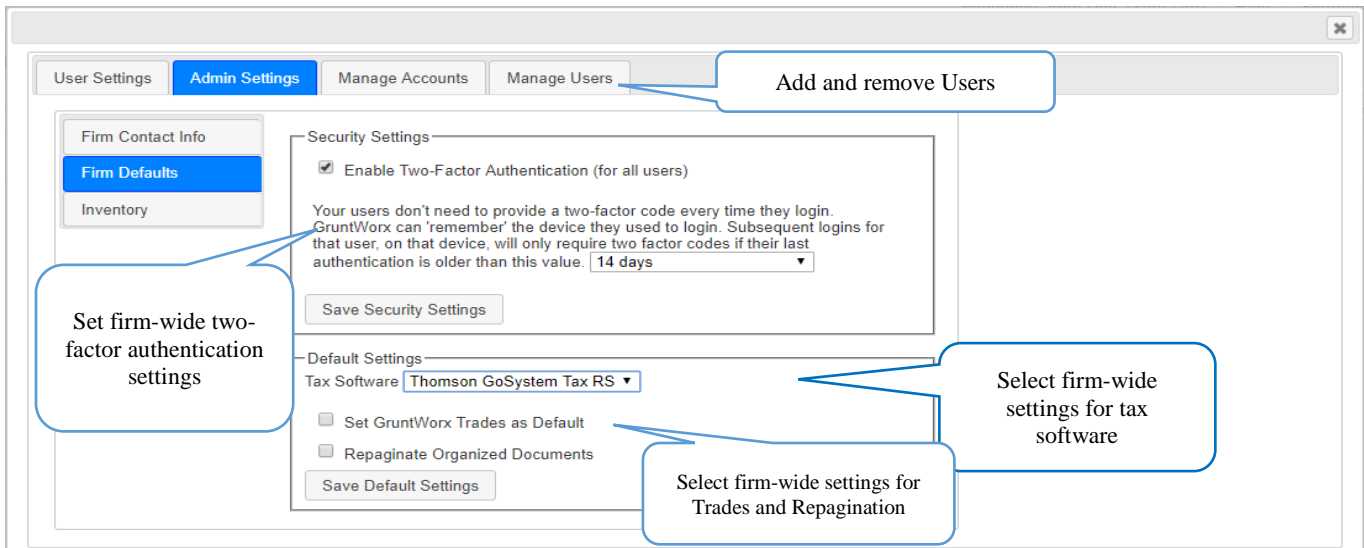 User Settings
Admin Settings
Manage Accounts
Manage Users
Add and remove Users
Firm Contact Info
Firm Defaults
Inventory
Security Settings
Enable Two-Factor Authentication (for all users)
Your users don't need to provide a two-factor code every time they login.
GruntWorx can 'remember' the device they used to login. Subsequent logins for
that user, on that device, will only require two factor codes if their last
authentication is older than this value. 14 days
Save Security Settings
Set firm-wide two-
factor authentication
settings
Default Settings
Tax Software Thomson GoSystem Tax RS
Set GruntWorx Trades as Default
Repaginate Organized Documents
Save Default Settings
Select firm-wide
settings for tax
software
Select firm-wide settings for
Trades and Repagination